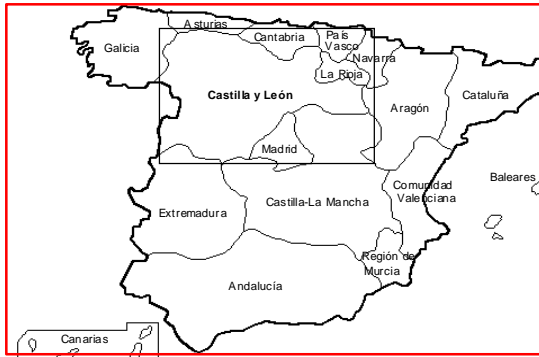 Asturias
Cantabria
País
Vasco
Galicia
Navarra
La Rioja
Castilla y León
Cataluña
Aragón
Madrid
Baleares
Comunidad
Valenciana
Castilla-La Mancha
Extremadura
Región de
Murcia
Andalucía
Canarias